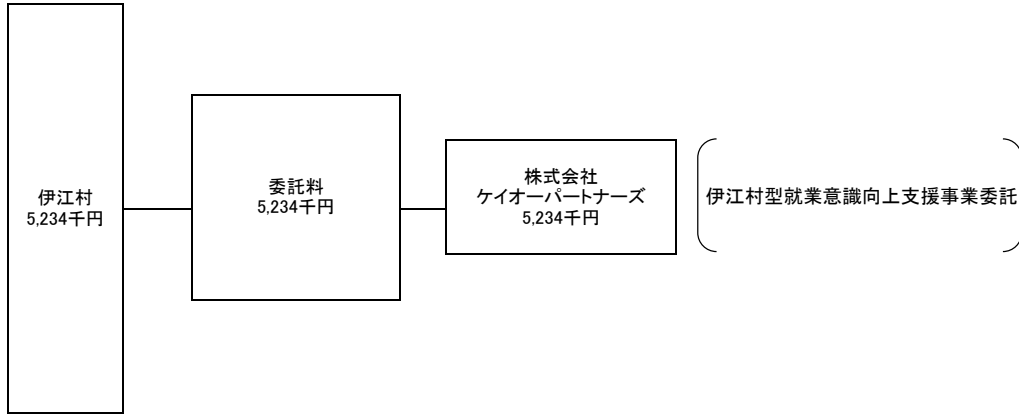 伊江村
5,234千円
委託料
5,234千円
株式会社
ケイオーパートナーズ
5,234千円
伊江村型就業意識向上支援事業委託